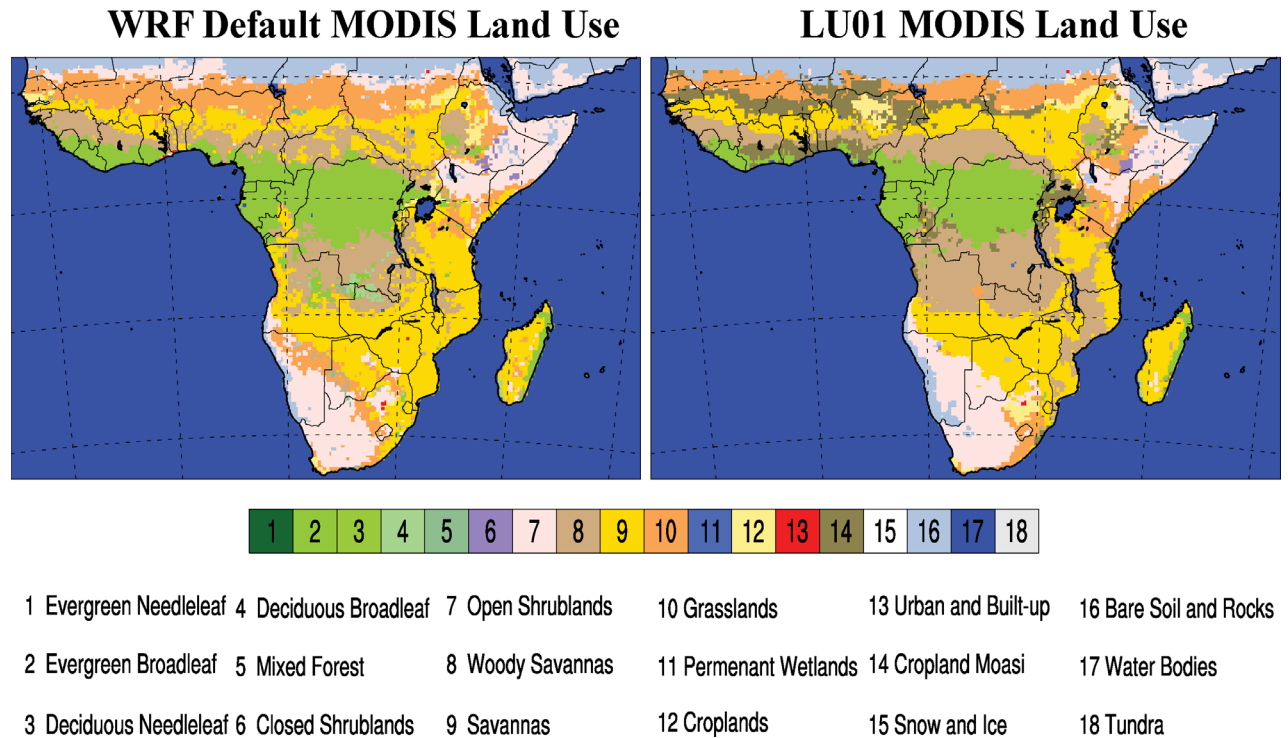 WRF Default MODIS Land Use LU01 MODIS Land Use
1 2 3 4 5 6 7 8 9 10 11 12 13 14 15 16 17 18
1 Evergreen Needleleaf 4 Deciduous Broadleaf 7 Open Shrublands 10 Grasslands 13 Urban and Built-up 16 Bare Soil and Rocks
2 Evergreen Broadleaf 5 Mixed Forest 8 Woody Savannas 11 Permenant Wetlands 14 Cropland Moasi 17 Water Bodies
3 Deciduous Needleleaf 6 Closed Shrublands 9 Savannas 12 Croplands 15 Snow and Ice 18 Tundra